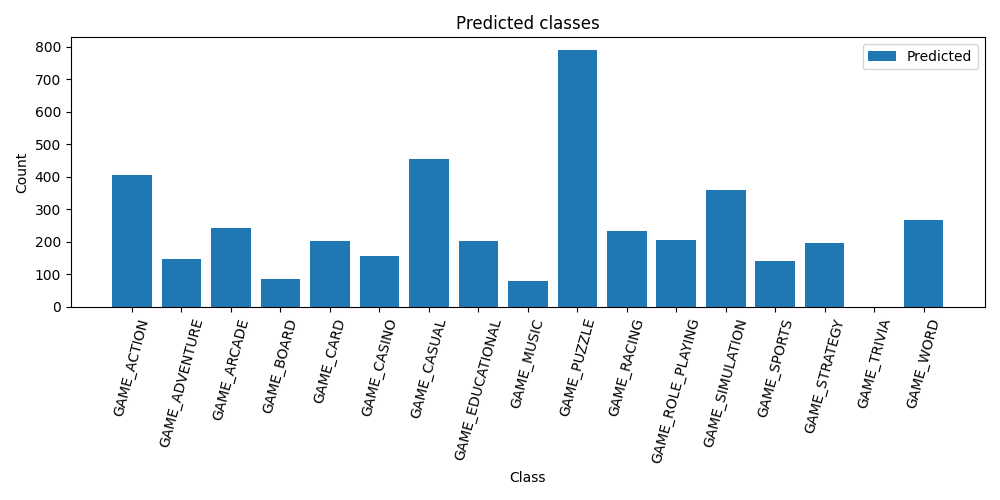 Predicted classes
Predicted
Count
800
700
600
500
400
300
200
100
0
GAME_ACTION
GAME_ADVENTURE
GAME_ARCADE
GAME_BOARD
GAME_CARD
GAME_CASINO
GAME_CASUAL
GAME_EDUCATIONAL
GAME_MUSIC
GAME_PUZZLE
GAME_RACING
GAME_ROLE_PLAYING
GAME_SIMULATION
GAME_SPORTS
GAME_STRATEGY
GAME_TRIVIA
GAME_WORD
Class